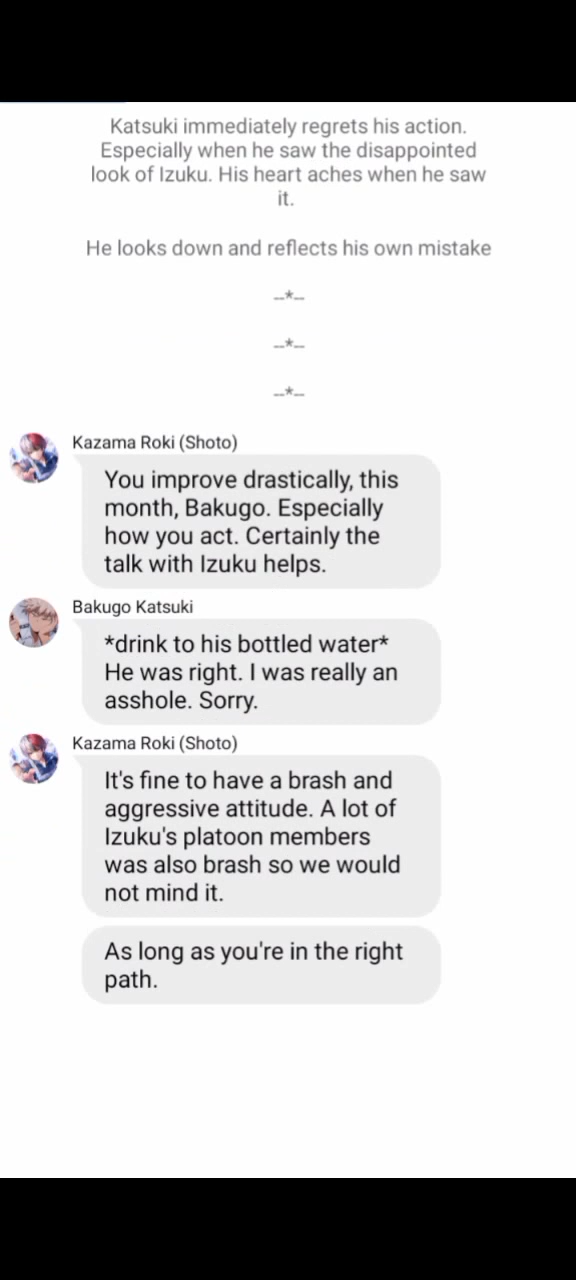 Katsuki immediately regrets his action.
Especially when he saw the disappointed
look of Izuku. His heart aches when he saw
it.
He looks down and reflects his own mistake
--*--
--*--
--*--
Kazama Roki (Shoto)
You improve drastically, this
month, Bakugo. Especially
how you act. Certainly the
talk with Izuku helps.
Bakugo Katsuki
*drink to his bottled water*
He was right. I was really an
asshole. Sorry.
Kazama Roki (Shoto)
It's fine to have a brash and
aggressive attitude. A lot of
Izuku's platoon members
was also brash so we would
not mind it.
As long as you're in the right
path.